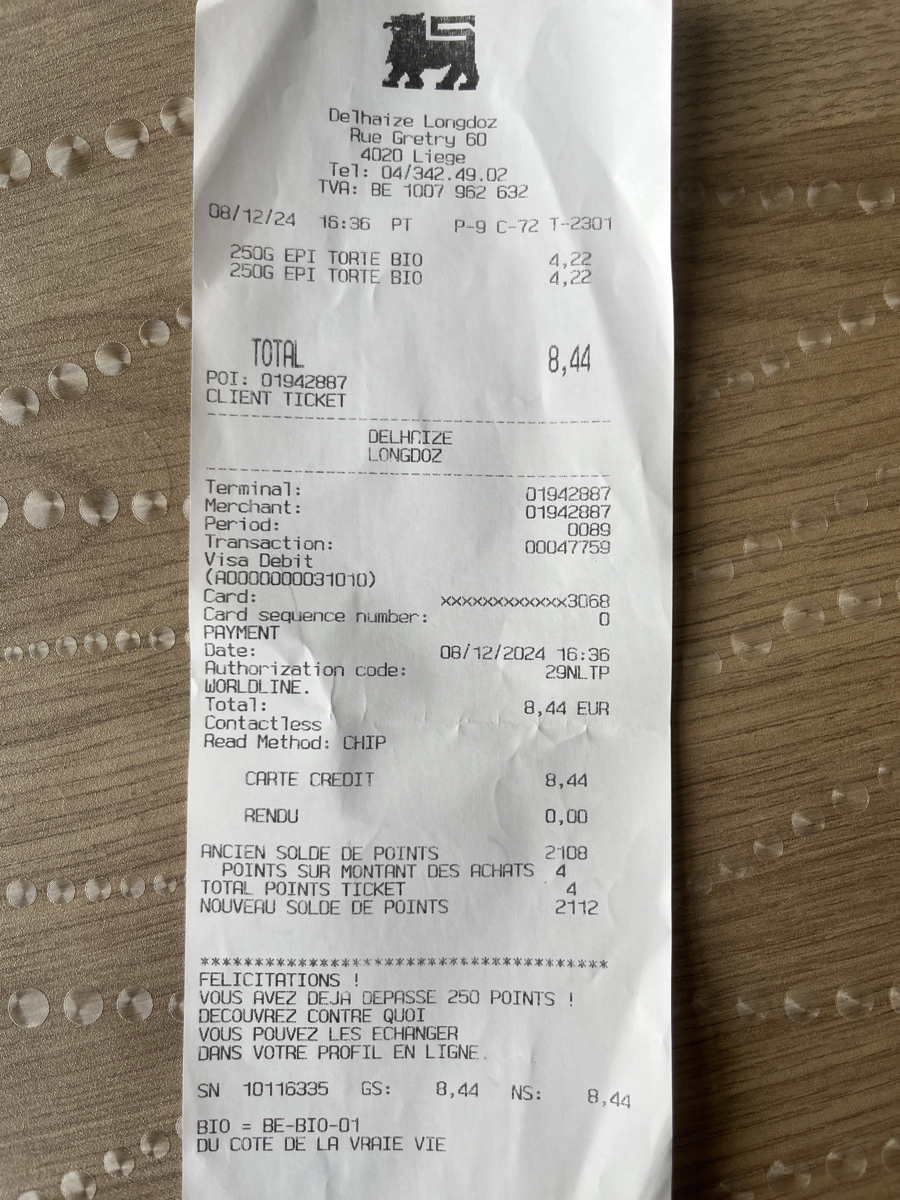 Delhaize Longdoz
Rue Gretry 60
4020 Liege
Tel: 04/342.49.02
TVA: BE 1007 962 632
08/12/24 16:36 PT P-9 C-72 T-2301
250G EPI TORTE BIO 4,22
250G EPI TORTE BIO 4,22
TOTAL 8,44
POI: 01942887
CLIENT TICKET
DELHAIZE
LONGDOZ
Terminal: 01942887
Merchant: 01942887
Period: 0089
Transaction: 00047759
Visa Debit
(A0000000031010)
Card: xxxxxxxxxxxx3068
Card sequence number: 0
PAYMENT
Date: 08/12/2024 16:36
Authorization code: 29NLTP
WORLDLINE.
Total: 8,44 EUR
Contactless
Read Method: CHIP
CARTE CREDIT 8,44
RENDU 0,00
ANCIEN SOLDE DE POINTS 2108
POINTS SUR MONTANT DES ACHATS 4
TOTAL POINTS TICKET 4
NOUVEAU SOLDE DE POINTS 2112
**************************************
FELICITATIONS !
VOUS AVEZ DEJA DEPASSE 250 POINTS !
DECOUVREZ CONTRE QUOI
VOUS POUVEZ LES ECHANGER
DANS VOTRE PROFIL EN LIGNE.
SN 10116335 GS: 8,44 NS: 8,44
BIO = BE-BIO-01
DU COTE DE LA VRAIE VIE